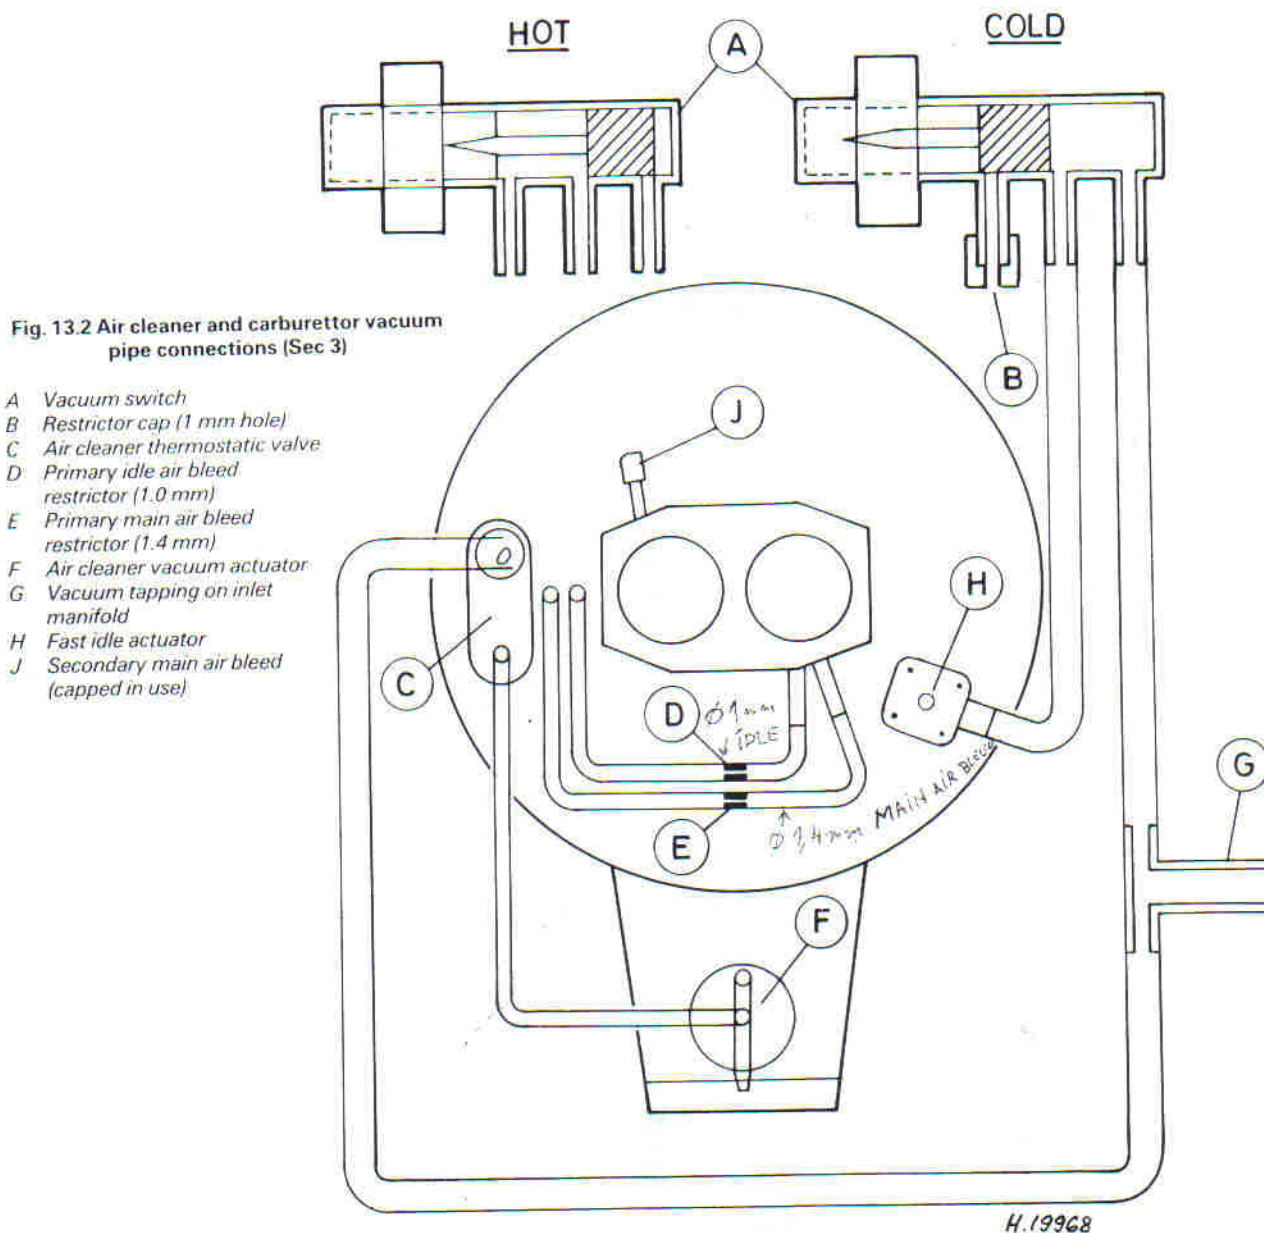 HOT
COLD
A
Fig. 13.2 Air cleaner and carburettor vacuum
pipe connections (Sec 3)
A Vacuum switch
B Restrictor cap (1 mm hole)
C Air cleaner thermostatic valve
D Primary idle air bleed
restrictor (1.0 mm)
E Primary main air bleed
restrictor (1.4 mm)
F Air cleaner vacuum actuator
G Vacuum tapping on inlet
manifold
H Fast idle actuator
J Secondary main air bleed
(capped in use)
B
J
H
C
D
Ø 1mm
IDLE
G
E
Ø 1,4mm MAIN AIR
F
H.19968